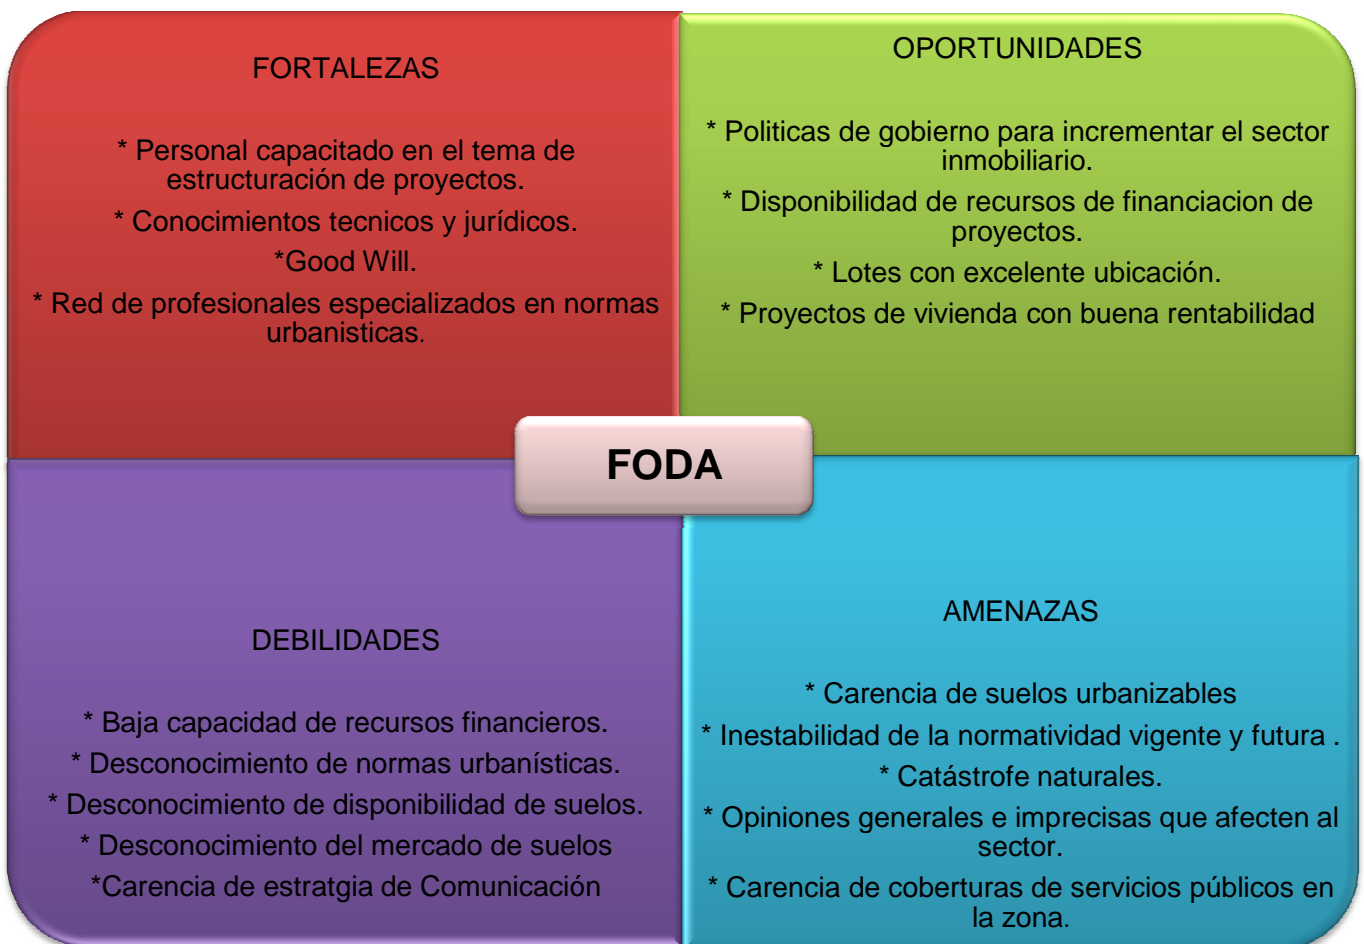 FORTALEZAS
* Personal capacitado en el tema de
estructuración de proyectos.
* Conocimientos tecnicos y jurídicos.
*Good Will.
* Red de profesionales especializados en normas
urbanisticas.
OPORTUNIDADES
* Politicas de gobierno para incrementar el sector
inmobiliario.
* Disponibilidad de recursos de financiacion de
proyectos.
* Lotes con excelente ubicación.
* Proyectos de vivienda con buena rentabilidad
FODA
DEBILIDADES
* Baja capacidad de recursos financieros.
* Desconocimiento de normas urbanísticas.
* Desconocimiento de disponibilidad de suelos.
* Desconocimiento del mercado de suelos
*Carencia de estratgia de Comunicación
AMENAZAS
* Carencia de suelos urbanizables
* Inestabilidad de la normatividad vigente y futura .
* Catástrofe naturales.
* Opiniones generales e imprecisas que afecten al
sector.
* Carencia de coberturas de servicios públicos en
la zona.